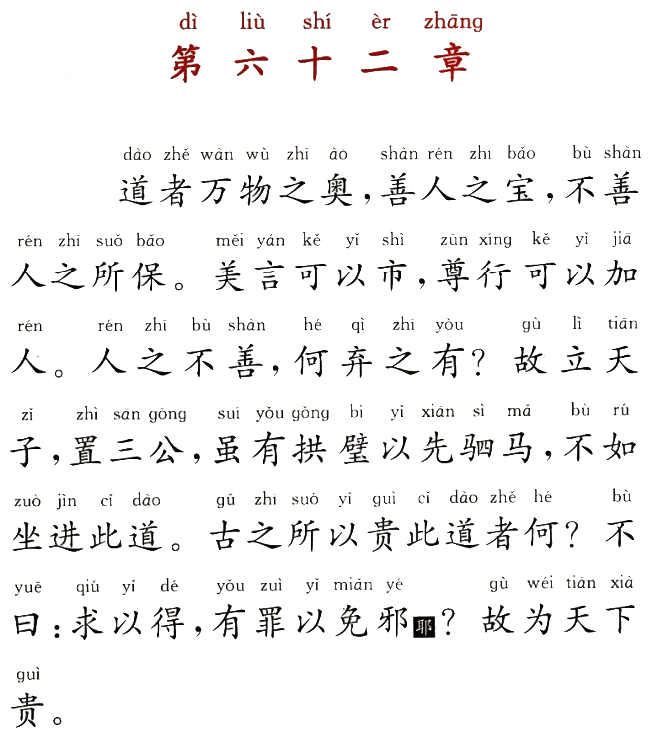 dì liù shí èr zhāng
第六十二章
dào zhě wàn wù zhī ào shàn rén zhī bǎo bù shàn
道者万物之奥，善人之宝，不善
rén zhī suǒ bǎo měi yán kě yǐ shì zūn xíng kě yǐ jiā
人之所保。美言可以市，尊行可以加
rén rén zhī bù shàn hé qì zhī yǒu gù lì tiān
人。人之不善，何弃之有？故立天
zǐ zhì sān gōng suī yǒu gǒng bì yǐ xiān sì mǎ bù rú
子，置三公，虽有拱璧以先驷马，不如
zuò jìn cǐ dào gǔ zhī suǒ yǐ guì cǐ dào zhě hé bù
坐进此道。古之所以贵此道者何？不
yuē qiú yǐ dé yǒu zuì yǐ miǎn yé gù wéi tiān xià
曰：求以得，有罪以免邪耶？故为天下
guì
贵。